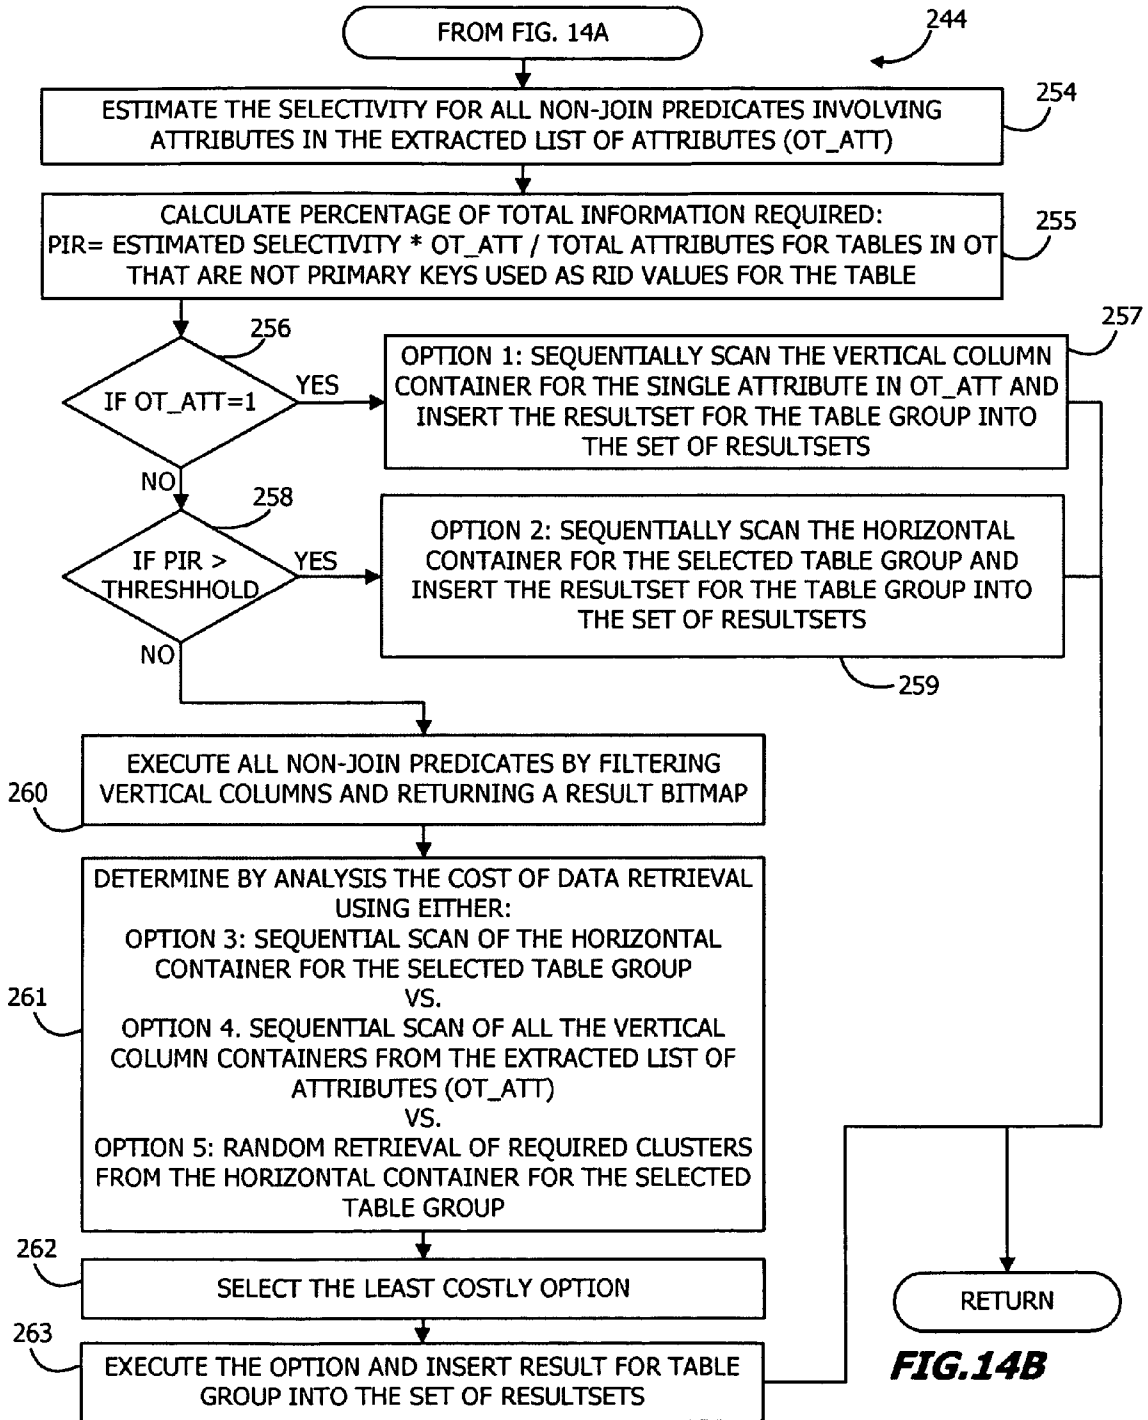 FROM FIG. 14A
244
ESTIMATE THE SELECTIVITY FOR ALL NON-JOIN PREDICATES INVOLVING
ATTRIBUTES IN THE EXTRACTED LIST OF ATTRIBUTES (OT_ATT)
254
CALCULATE PERCENTAGE OF TOTAL INFORMATION REQUIRED:
PIR= ESTIMATED SELECTIVITY * OT_ATT / TOTAL ATTRIBUTES FOR TABLES IN OT
THAT ARE NOT PRIMARY KEYS USED AS RID VALUES FOR THE TABLE
255
256
IF OT_ATT=1
YES
NO
257
OPTION 1: SEQUENTIALLY SCAN THE VERTICAL COLUMN
CONTAINER FOR THE SINGLE ATTRIBUTE IN OT_ATT AND
INSERT THE RESULTSET FOR THE TABLE GROUP INTO
THE SET OF RESULTSETS
258
IF PIR >
THRESHHOLD
YES
NO
OPTION 2: SEQUENTIALLY SCAN THE HORIZONTAL
CONTAINER FOR THE SELECTED TABLE GROUP AND
INSERT THE RESULTSET FOR THE TABLE GROUP INTO
THE SET OF RESULTSETS
259
EXECUTE ALL NON-JOIN PREDICATES BY FILTERING
VERTICAL COLUMNS AND RETURNING A RESULT BITMAP
260
DETERMINE BY ANALYSIS THE COST OF DATA RETRIEVAL
USING EITHER:
OPTION 3: SEQUENTIAL SCAN OF THE HORIZONTAL
CONTAINER FOR THE SELECTED TABLE GROUP
VS.
OPTION 4. SEQUENTIAL SCAN OF ALL THE VERTICAL
COLUMN CONTAINERS FROM THE EXTRACTED LIST OF
ATTRIBUTES (OT_ATT)
VS.
OPTION 5: RANDOM RETRIEVAL OF REQUIRED CLUSTERS
FROM THE HORIZONTAL CONTAINER FOR THE SELECTED
TABLE GROUP
261
262
SELECT THE LEAST COSTLY OPTION
263
EXECUTE THE OPTION AND INSERT RESULT FOR TABLE
GROUP INTO THE SET OF RESULTSETS
RETURN
FIG.14B